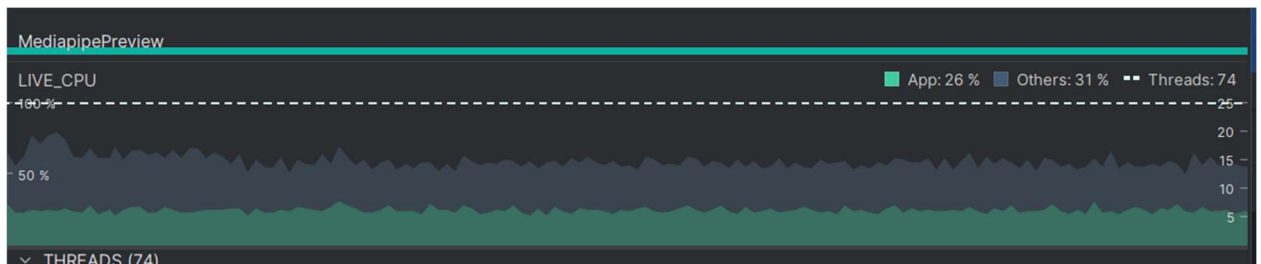 MediapipePreview
LIVE_CPU
App: 26 % Others: 31 % Threads: 74
100 % 25
20
15
50 %
10
5
THREADS (74)